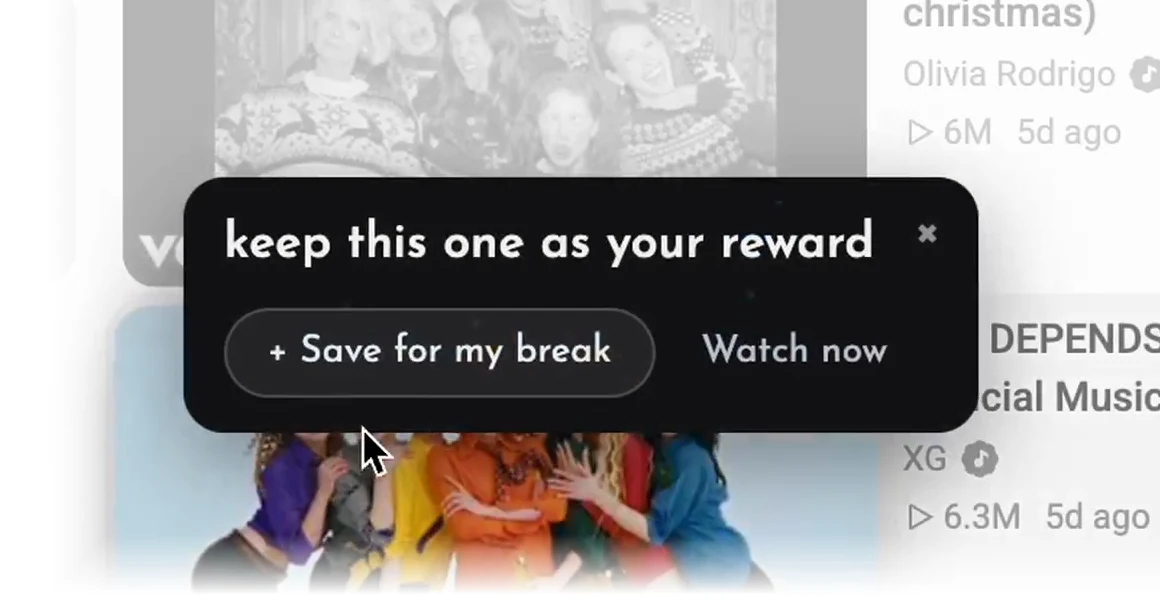 christmas)
Olivia Rodrigo
6M 5d ago
keep this one as your reward
+ Save for my break
Watch now
DEPENDS
cial Music
XG
6.3M 5d ago